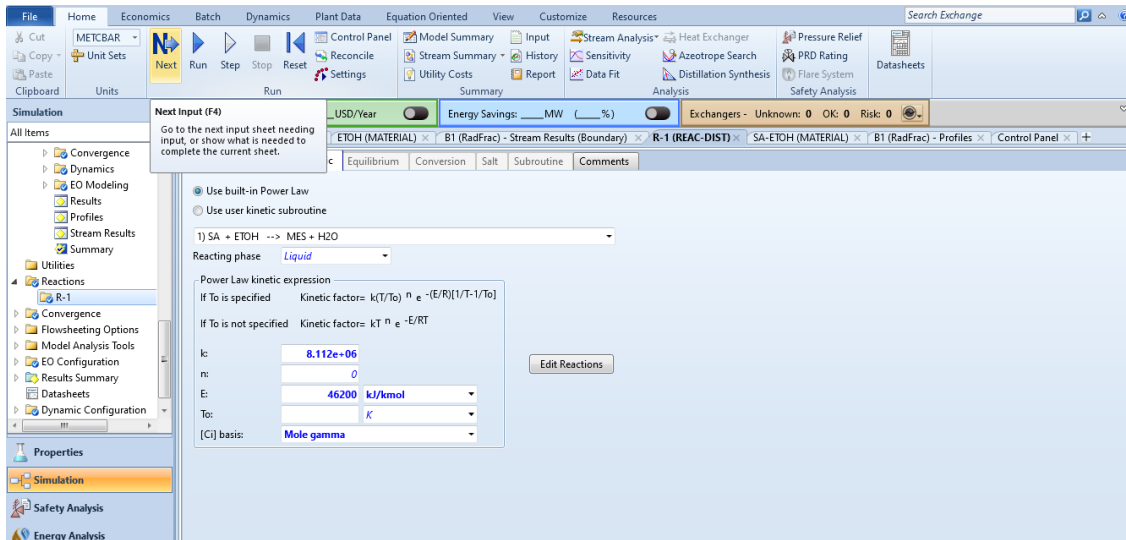 File Home Economics Batch Dynamics Plant Data Equation Oriented View Customize Resources Search Exchange
Cut METCBAR Control Panel Model Summary Input Stream Analysis Heat Exchanger Pressure Relief
Copy Unit Sets Next Run Step Stop Reset Reconcile Stream Summary History Sensitivity Azeotrope Search PRD Rating Datasheets
Paste Settings Utility Costs Report Data Fit Distillation Synthesis Flare System
Clipboard Units Run Summary Analysis Safety Analysis
Simulation
Next Input (F4)
Go to the next input sheet needing
input, or show what is needed to
complete the current sheet.
_USD/Year Energy Savings: ____MW (____%) Exchangers - Unknown: 0 OK: 0 Risk: 0
All Items
ETOH (MATERIAL) B1 (RadFrac) - Stream Results (Boundary) R-1 (REAC-DIST) SA-ETOH (MATERIAL) B1 (RadFrac) - Profiles Control Panel +
c Equilibrium Conversion Salt Subroutine Comments
Convergence
Dynamics
EO Modeling
Results
Profiles
Stream Results
Summary
Utilities
Reactions
R-1
Convergence
Flowsheeting Options
Model Analysis Tools
EO Configuration
Results Summary
Datasheets
Dynamic Configuration
Properties
Simulation
Safety Analysis
Energy Analysis
Use built-in Power Law
Use user kinetic subroutine
1) SA + ETOH --> MES + H2O
Reacting phase Liquid
Power Law kinetic expression
If To is specified Kinetic factor= k(T/To) n e -(E/R)[1/T-1/To]
If To is not specified Kinetic factor= kT n e -E/RT
k: 8.112e+06
n: 0
E: 46200 kJ/kmol
To: K
[Ci] basis: Mole gamma
Edit Reactions